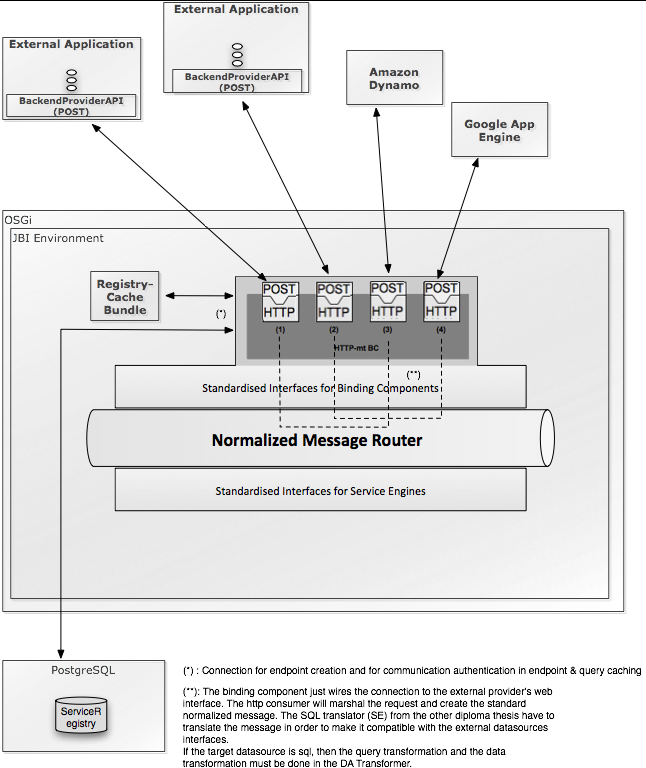 External Application
BackendProviderAPI
(POST)
External Application
BackendProviderAPI
(POST)
Amazon
Dynamo
Google App
Engine
OSGi
JBI Environment
Registry-
Cache
Bundle
(*)
POST
HTTP
(1)
POST
HTTP
(2)
POST
HTTP
(3)
POST
HTTP
(4)
HTTP-mt BC
(**)
Standardised Interfaces for Binding Components
Normalized Message Router
Standardised Interfaces for Service Engines
PostgreSQL
ServiceR
egistry
(*) : Connection for endpoint creation and for communication authentication in endpoint & query caching
(**): The binding component just wires the connection to the external provider's web
interface. The http consumer will marshal the request and create the standard
normalized message. The SQL translator (SE) from the other diploma thesis have to
translate the message in order to make it compatible with the external datasources
interfaces.
If the target datasource is sql, then the query transformation and the data
transformation must be done in the DA Transformer.